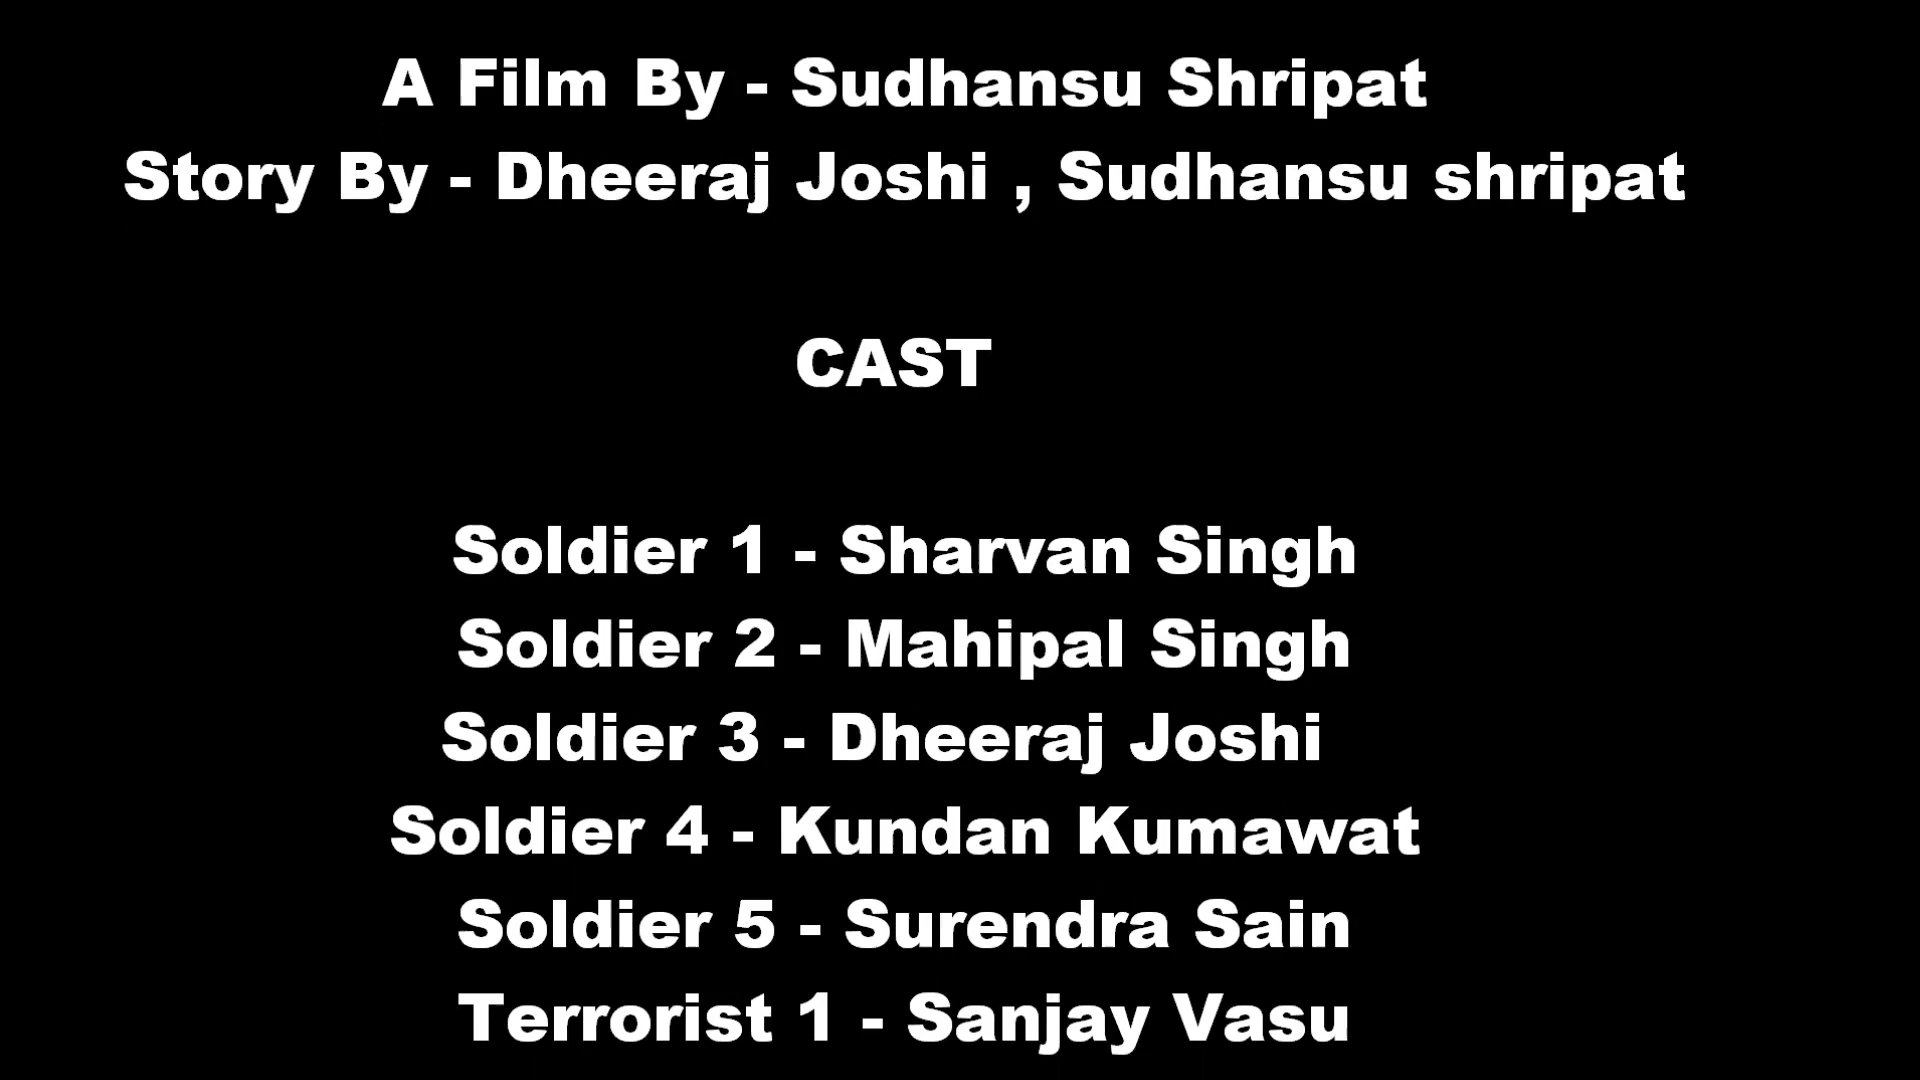 A Film By - Sudhansu Shripat
Story By - Dheeraj Joshi , Sudhansu shripat
CAST
Soldier 1 - Sharvan Singh
Soldier 2 - Mahipal Singh
Soldier 3 - Dheeraj Joshi
Soldier 4 - Kundan Kumawat
Soldier 5 - Surendra Sain
Terrorist 1 - Sanjay Vasu